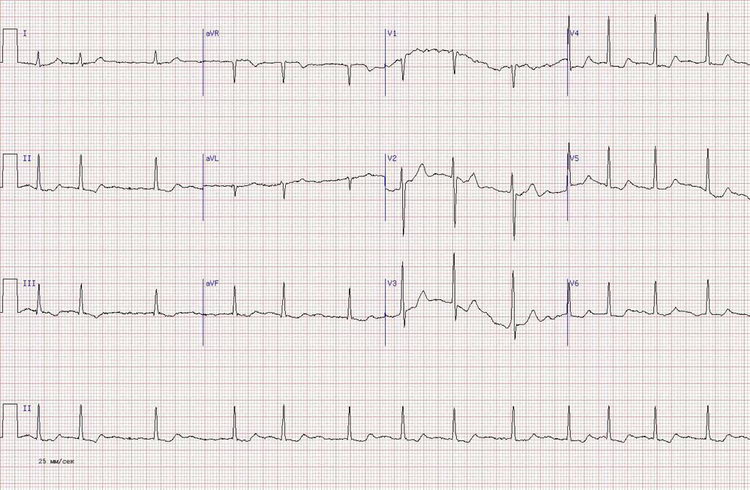 I aVR V1 V4
II aVL V2 V5
III aVF V3 V6
II
25 мм/сек